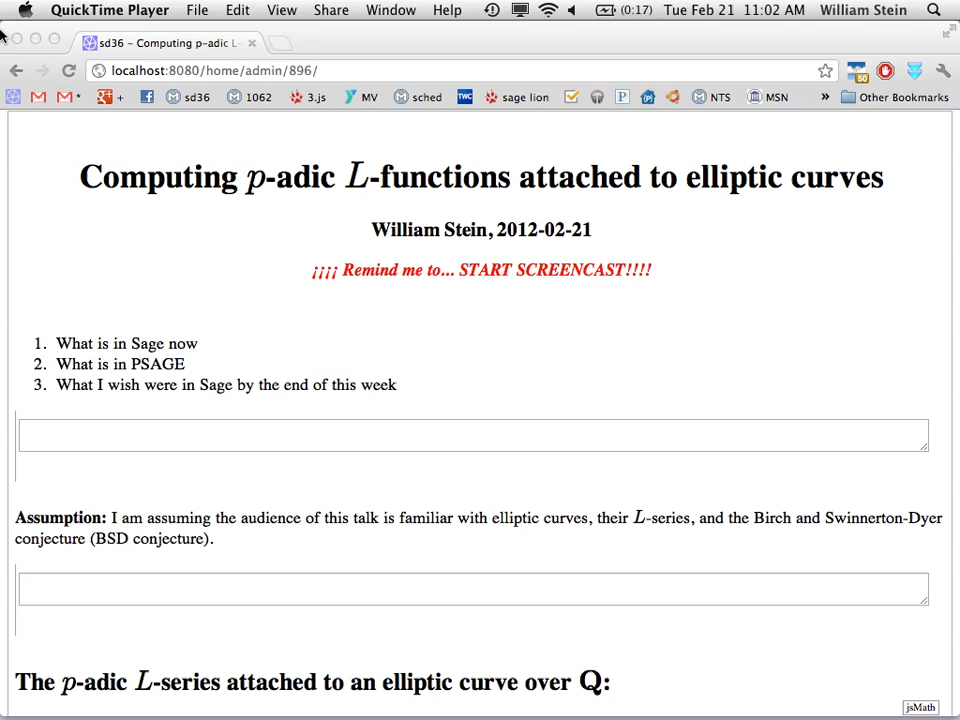 QuickTime Player File Edit View Share Window Help (0:17) Tue Feb 21 11:02 AM William Stein
sd36 – Computing p-adic L-
localhost:8080/home/admin/896/
50
+ sd36 1062 3.js MV sched TWC sage lion P NTS MSN » Other Bookmarks
Computing p-adic L-functions attached to elliptic curves
William Stein, 2012-02-21
¡¡¡¡ Remind me to... START SCREENCAST!!!!
1. What is in Sage now
2. What is in PSAGE
3. What I wish were in Sage by the end of this week
Assumption: I am assuming the audience of this talk is familiar with elliptic curves, their L-series, and the Birch and Swinnerton-Dyer
conjecture (BSD conjecture).
The p-adic L-series attached to an elliptic curve over Q:
jsMath